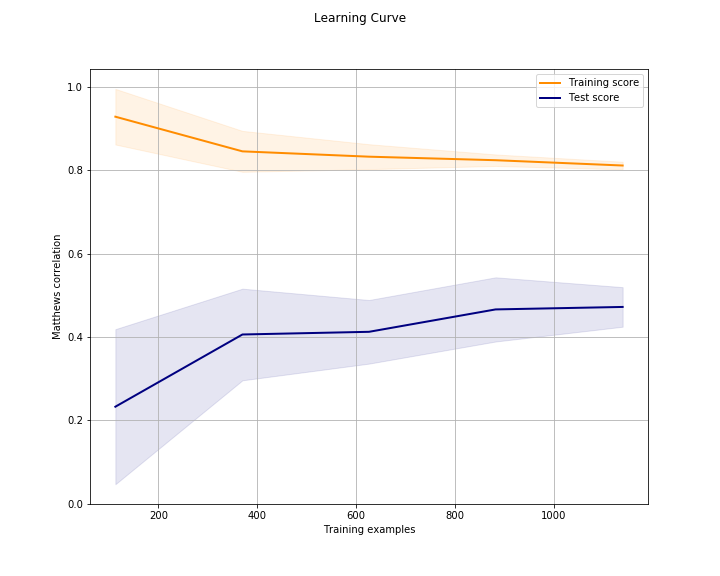 Learning Curve
Training score
Test score
Matthews correlation
1.0
0.8
0.6
0.4
0.2
0.0
200 400 600 800 1000
Training examples